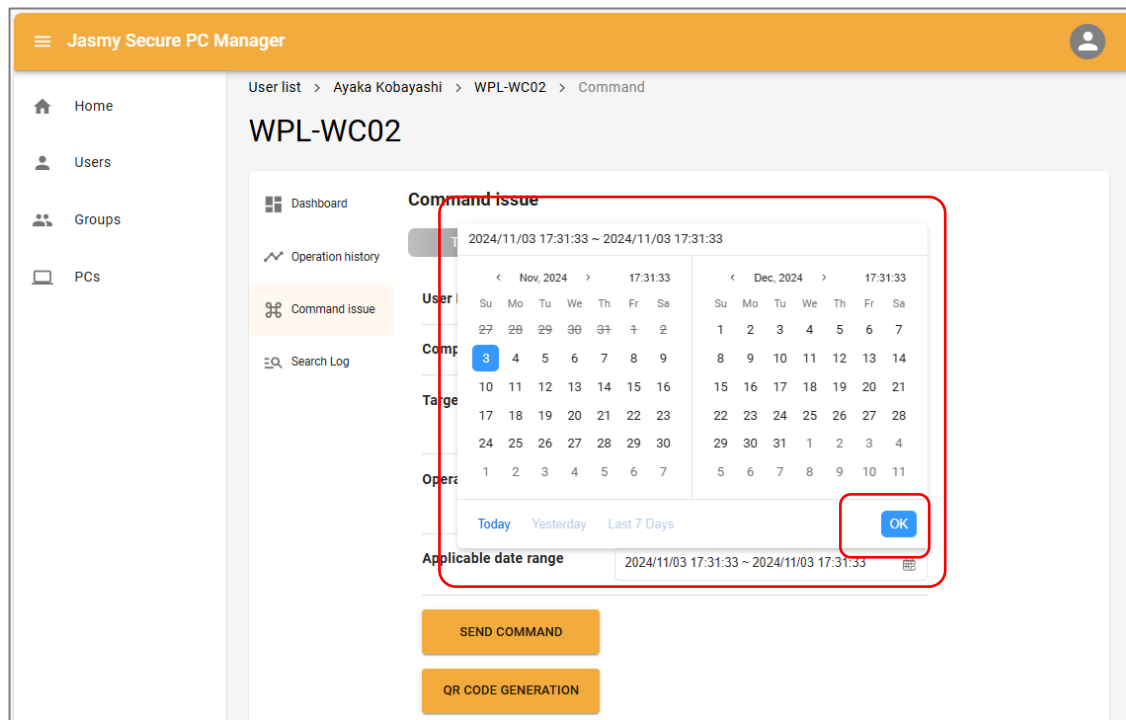 Jasmy Secure PC Manager
Home
Users
Groups
PCs
User list > Ayaka Kobayashi > WPL-WC02 > Command
WPL-WC02
Dashboard
Operation history
Command issue
Search Log
Command issue
T
User
Comp
Targe
Opera
2024/11/03 17:31:33 ~ 2024/11/03 17:31:33
< Nov, 2024 > 17:31:33
Su Mo Tu We Th Fr Sa
27 28 29 30 31 1 2
3 4 5 6 7 8 9
10 11 12 13 14 15 16
17 18 19 20 21 22 23
24 25 26 27 28 29 30
1 2 3 4 5 6 7
< Dec, 2024 > 17:31:33
Su Mo Tu We Th Fr Sa
1 2 3 4 5 6 7
8 9 10 11 12 13 14
15 16 17 18 19 20 21
22 23 24 25 26 27 28
29 30 31 1 2 3 4
5 6 7 8 9 10 11
Today Yesterday Last 7 Days
OK
Applicable date range
2024/11/03 17:31:33 ~ 2024/11/03 17:31:33
SEND COMMAND
QR CODE GENERATION